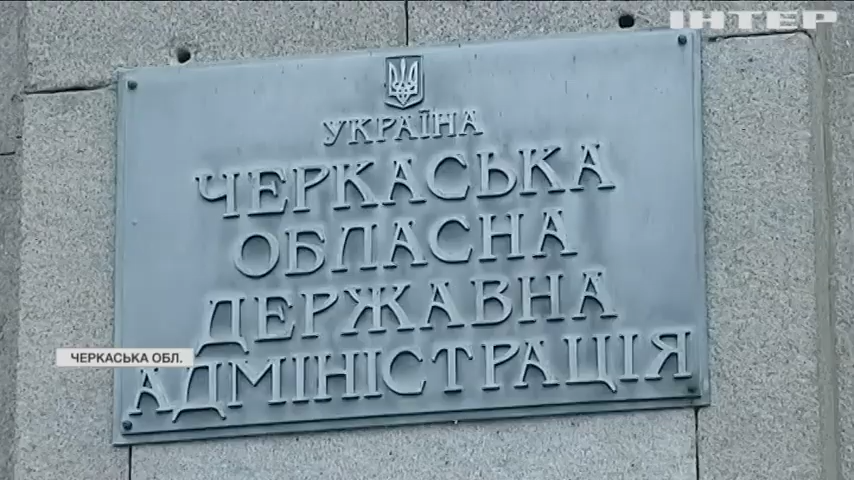 ІНТЕР
УКРАЇНА
ЧЕРКАСЬКА
ОБЛАСНА
ДЕРЖАВНА
АДМІНІСТРАЦІЯ
ЧЕРКАСЬКА ОБЛ.